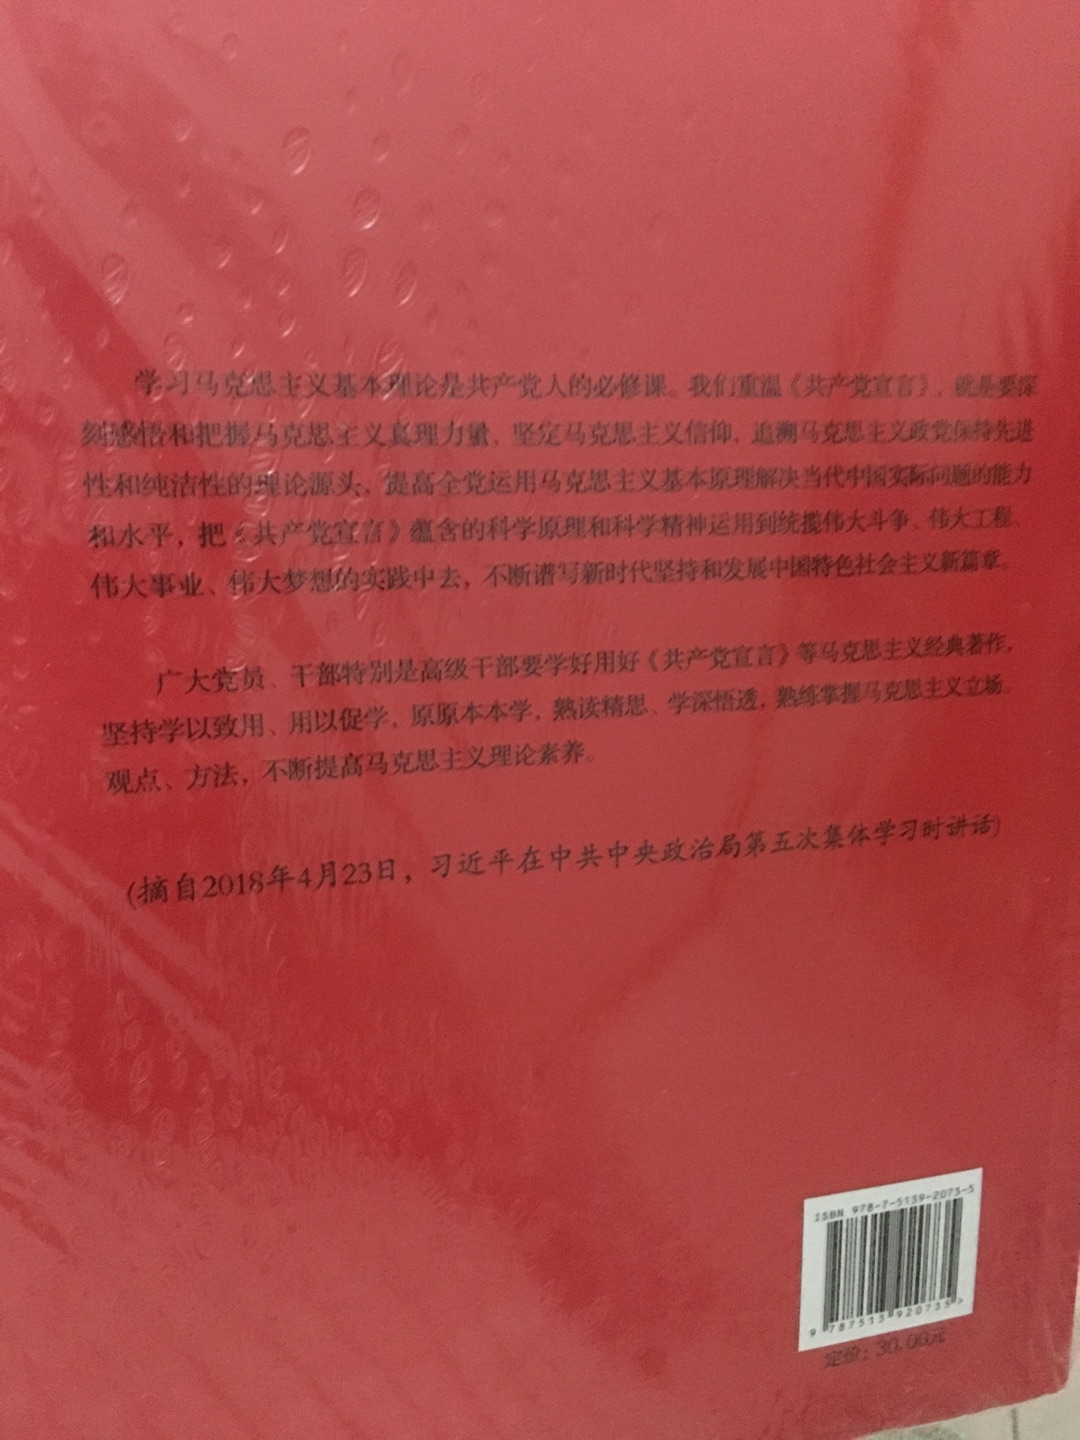 学习马克思主义基本理论是共产党人的必修课。我们重温《共产党宣言》，就是要深
刻感悟和把握马克思主义真理力量，坚定马克思主义信仰，追溯马克思主义政党保持先进
性和纯洁性的理论源头，提高全党运用马克思主义基本原理解决当代中国实际问题的能力
和水平，把《共产党宣言》蕴含的科学原理和科学精神运用到统揽伟大斗争、伟大工程、
伟大事业、伟大梦想的实践中去，不断谱写新时代坚持和发展中国特色社会主义新篇章。
广大党员、干部特别是高级干部要学好用好《共产党宣言》等马克思主义经典著作，
坚持学以致用、用以促学，原原本本学，熟读精思、学深悟透，熟练掌握马克思主义立场、
观点、方法，不断提高马克思主义理论素养。
(摘自2018年4月23日，习近平在中共中央政治局第五次集体学习时讲话)
ISBN 978-7-5139-2073-5
9 787513 920735 >
定价：30.00元